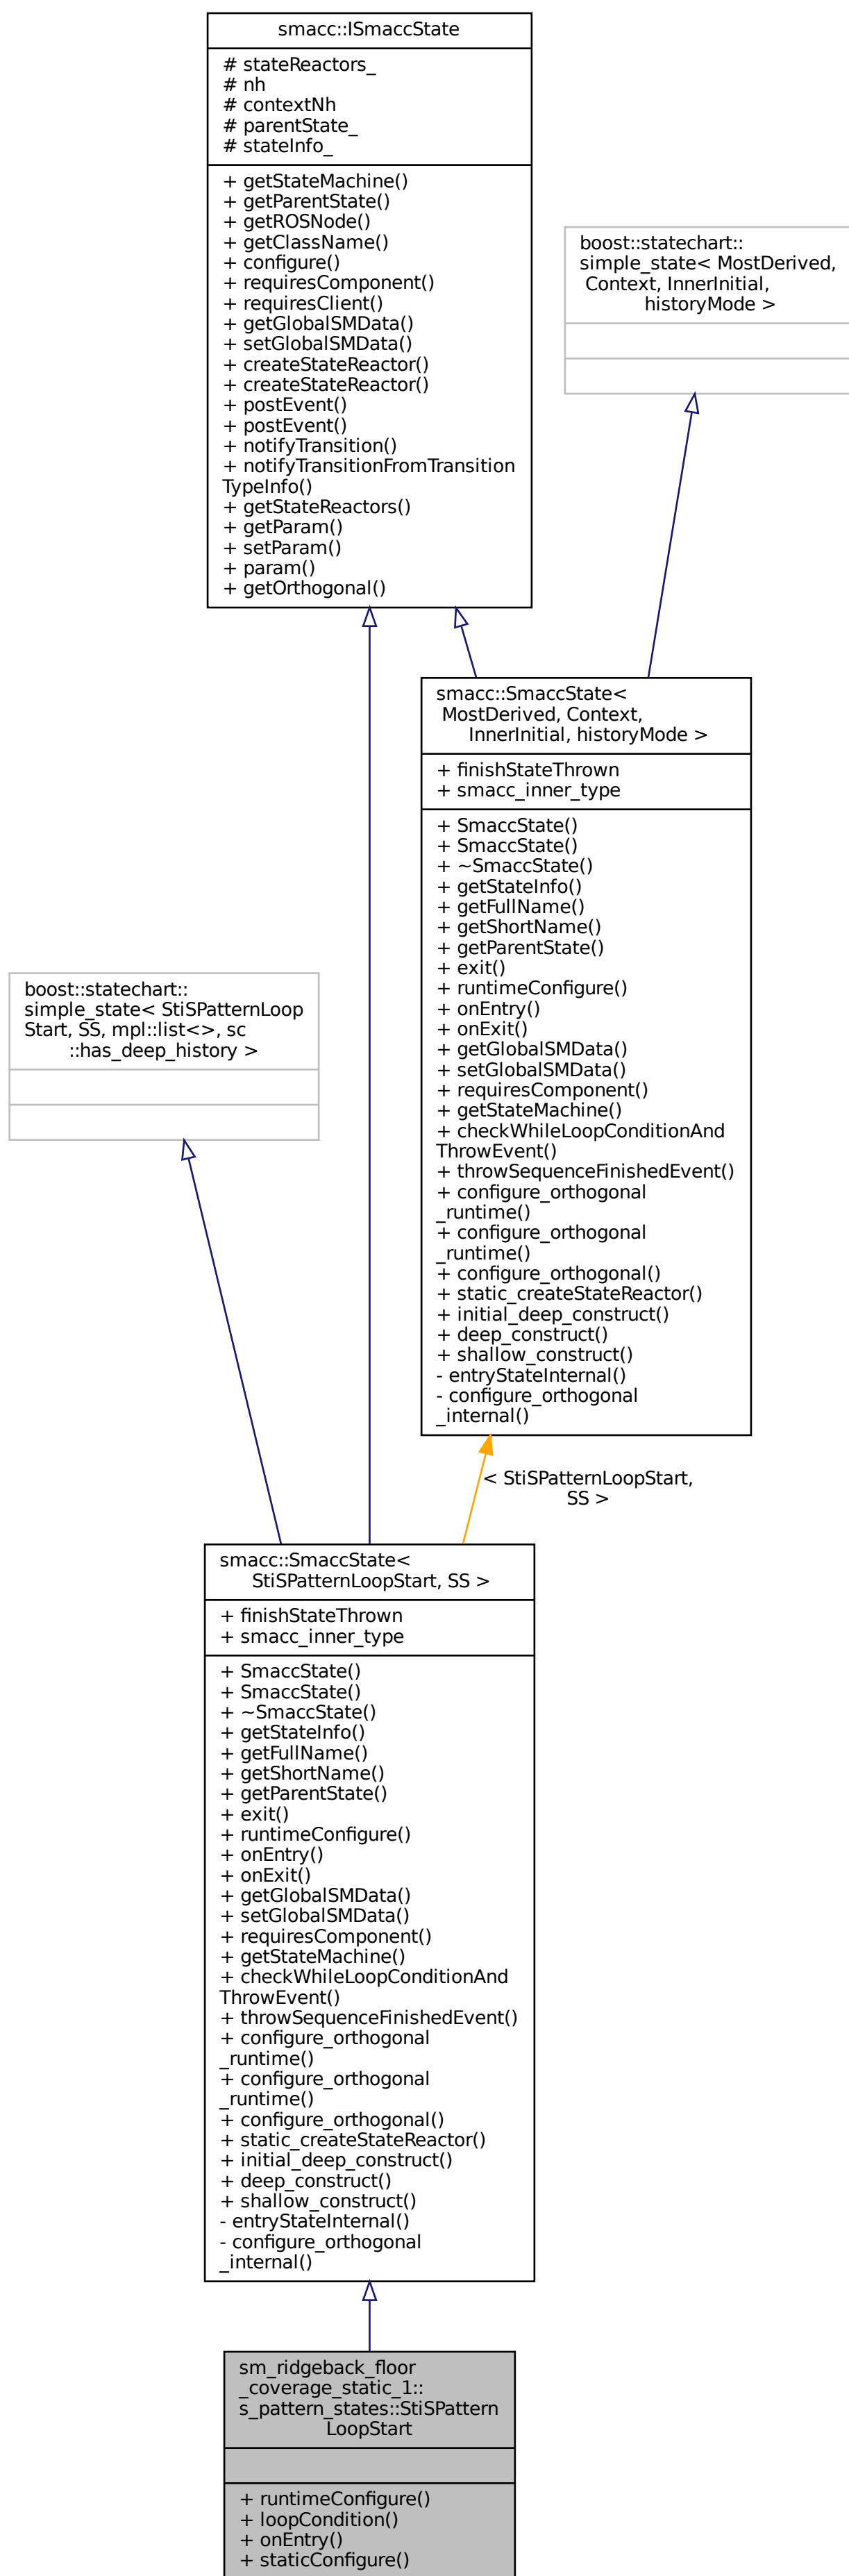 smacc::ISmaccState
# stateReactors_
# nh
# contextNh
# parentState_
# stateInfo_
+ getStateMachine()
+ getParentState()
+ getROSNode()
+ getClassName()
+ configure()
+ requiresComponent()
+ requiresClient()
+ getGlobalSMData()
+ setGlobalSMData()
+ createStateReactor()
+ createStateReactor()
+ postEvent()
+ postEvent()
+ notifyTransition()
+ notifyTransitionFromTransition
TypeInfo()
+ getStateReactors()
+ getParam()
+ setParam()
+ param()
+ getOrthogonal()
boost::statechart::
simple_state< MostDerived,
Context, InnerInitial,
historyMode >
smacc::SmaccState<
MostDerived, Context,
InnerInitial, historyMode >
+ finishStateThrown
+ smacc_inner_type
+ SmaccState()
+ SmaccState()
+ ~SmaccState()
+ getStateInfo()
+ getFullName()
+ getShortName()
+ getParentState()
+ exit()
+ runtimeConfigure()
+ onEntry()
+ onExit()
+ getGlobalSMData()
+ setGlobalSMData()
+ requiresComponent()
+ getStateMachine()
+ checkWhileLoopConditionAnd
ThrowEvent()
+ throwSequenceFinishedEvent()
+ configure_orthogonal
_runtime()
+ configure_orthogonal
_runtime()
+ configure_orthogonal()
+ static_createStateReactor()
+ initial_deep_construct()
+ deep_construct()
+ shallow_construct()
- entryStateInternal()
- configure_orthogonal
_internal()
boost::statechart::
simple_state< StiSPatternLoop
Start, SS, mpl::list<>, sc
::has_deep_history >
< StiSPatternLoopStart,
SS >
smacc::SmaccState<
StiSPatternLoopStart, SS >
+ finishStateThrown
+ smacc_inner_type
+ SmaccState()
+ SmaccState()
+ ~SmaccState()
+ getStateInfo()
+ getFullName()
+ getShortName()
+ getParentState()
+ exit()
+ runtimeConfigure()
+ onEntry()
+ onExit()
+ getGlobalSMData()
+ setGlobalSMData()
+ requiresComponent()
+ getStateMachine()
+ checkWhileLoopConditionAnd
ThrowEvent()
+ throwSequenceFinishedEvent()
+ configure_orthogonal
_runtime()
+ configure_orthogonal
_runtime()
+ configure_orthogonal()
+ static_createStateReactor()
+ initial_deep_construct()
+ deep_construct()
+ shallow_construct()
- entryStateInternal()
- configure_orthogonal
_internal()
sm_ridgeback_floor
_coverage_static_1::
s_pattern_states::StiSPattern
LoopStart
+ runtimeConfigure()
+ loopCondition()
+ onEntry()
+ staticConfigure()